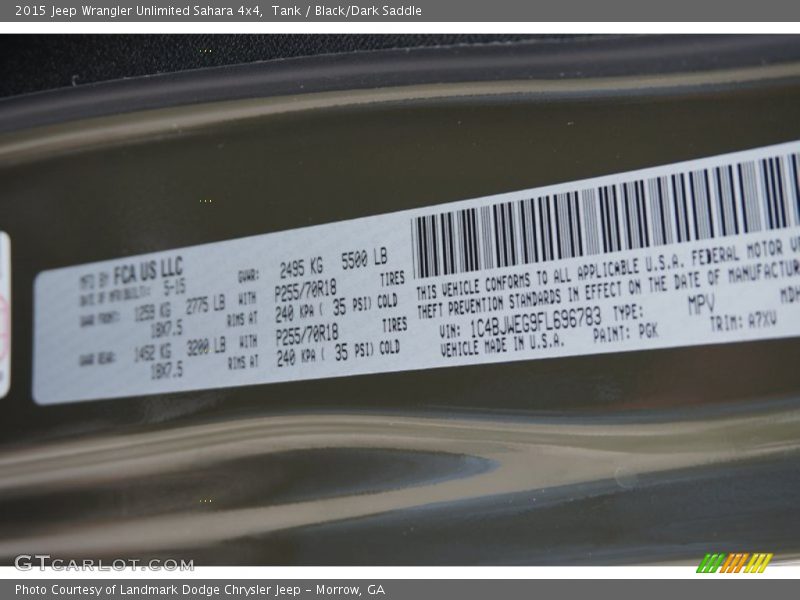 2015 Jeep Wrangler Unlimited Sahara 4x4,  Tank / Black/Dark Saddle
MFD BY FCA US LLC
DATE OF MFR 5-15
GVWR: 2495 KG 5500 LB
GAWR FRONT: 1259 KG 2775 LB WITH P255/70R18 TIRES
18X7.5 RIMS AT 240 KPA ( 35 PSI) COLD
GAWR REAR: 1452 KG 3200 LB WITH P255/70R18 TIRES
18X7.5 RIMS AT 240 KPA ( 35 PSI) COLD
THIS VEHICLE CONFORMS TO ALL APPLICABLE U.S.A. FEDERAL MOTOR
THEFT PREVENTION STANDARDS IN EFFECT ON THE DATE OF
VIN: 1C4BJWEG9FL696783 TYPE: MPV
VEHICLE MADE IN U.S.A. PAINT: PGK TRIM: A7XU
GTCARLOT.COM
Photo Courtesy of Landmark Dodge Chrysler Jeep – Morrow, GA